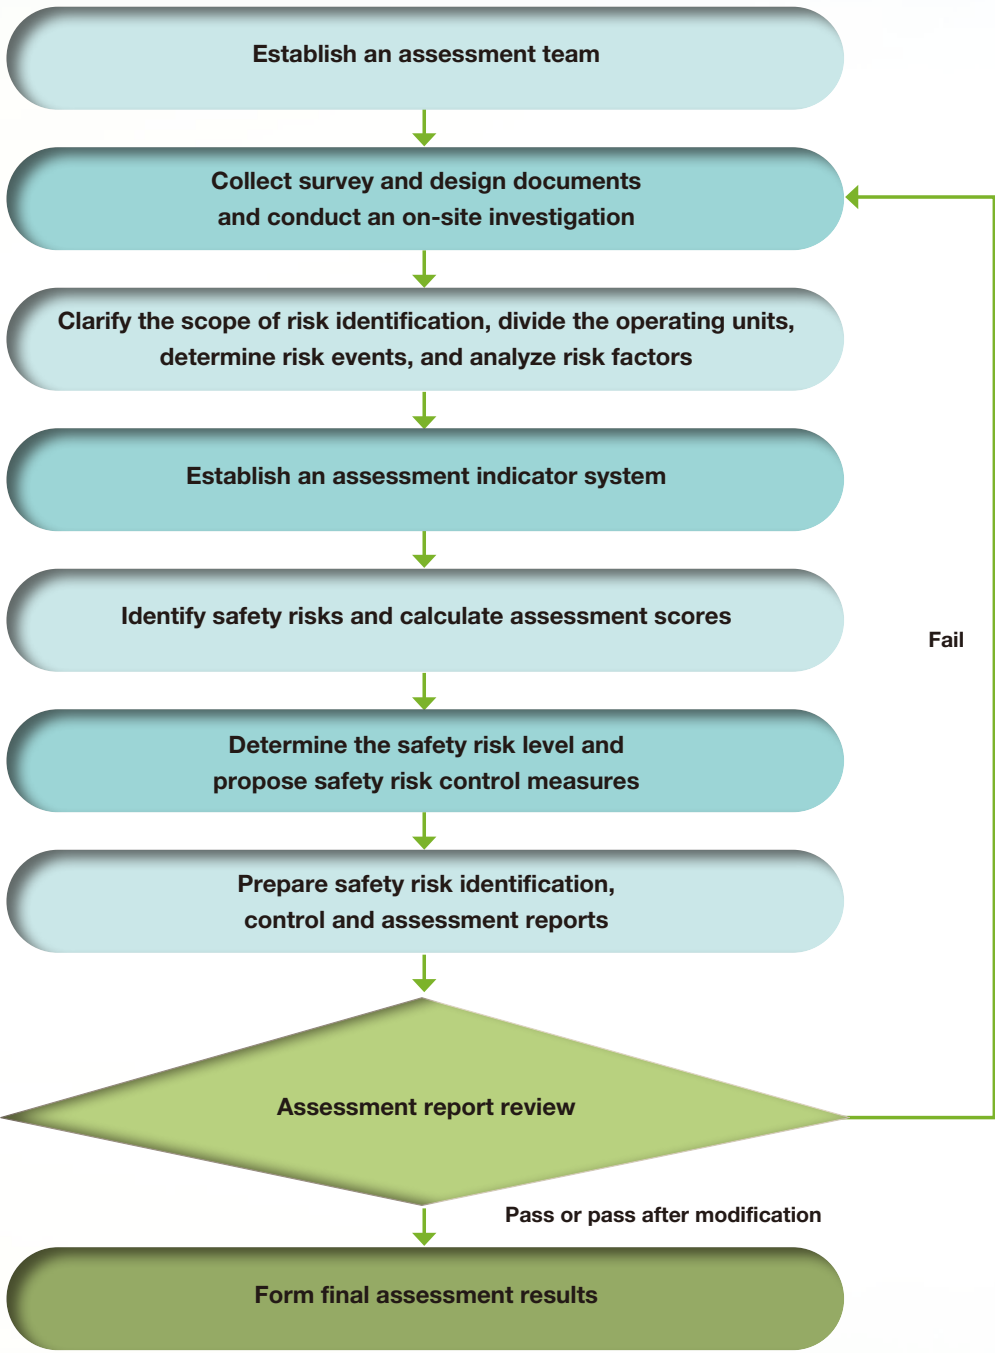 Establish an assessment team
Collect survey and design documents
and conduct an on-site investigation
Clarify the scope of risk identification, divide the operating units,
determine risk events, and analyze risk factors
Establish an assessment indicator system
Identify safety risks and calculate assessment scores
Fail
Determine the safety risk level and
propose safety risk control measures
Prepare safety risk identification,
control and assessment reports
Assessment report review
Pass or pass after modification
Form final assessment results